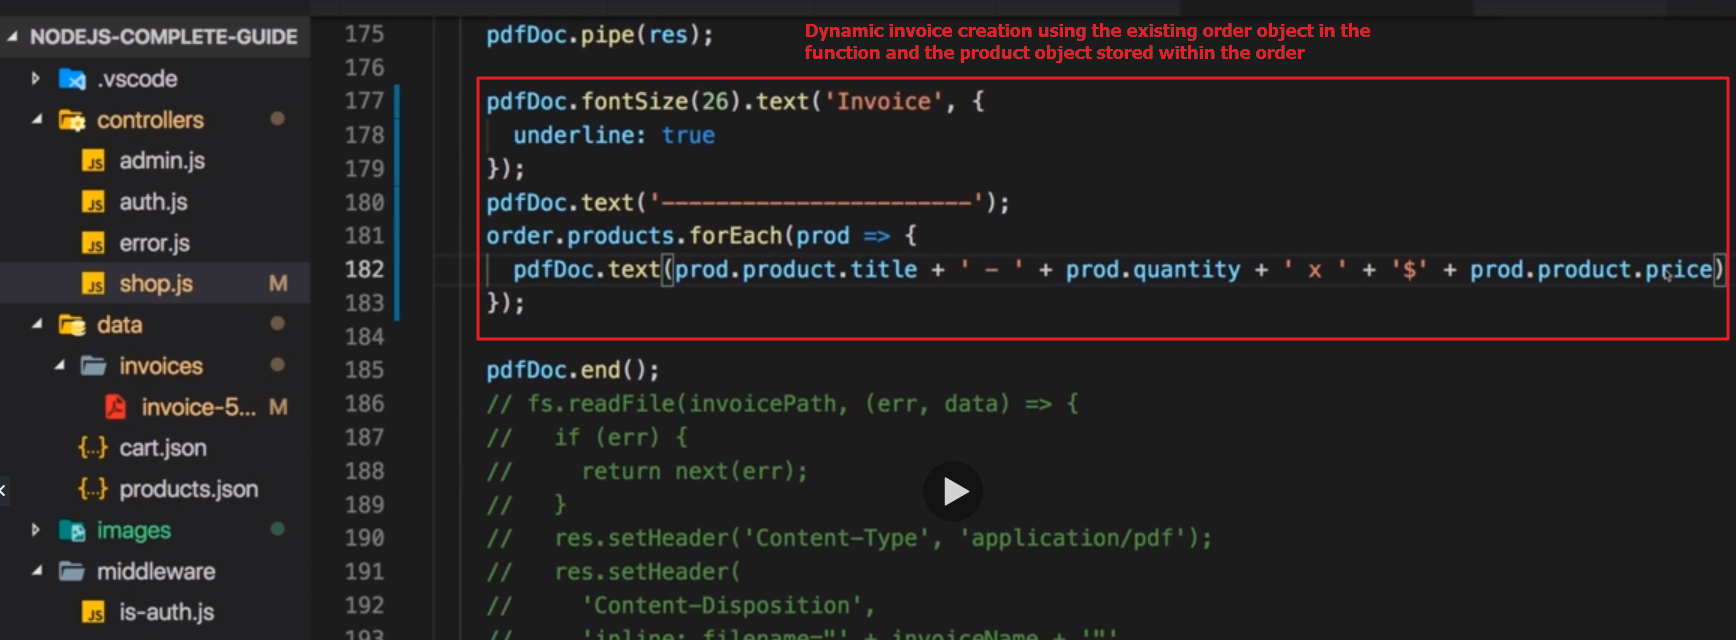 NODEJS-COMPLETE-GUIDE
.vscode
controllers
admin.js
auth.js
error.js
shop.js M
data
invoices
invoice-5... M
cart.json
products.json
images
middleware
is-auth.js
Dynamic invoice creation using the existing order object in the
function and the product object stored within the order
175 pdfDoc.pipe(res);
176
177 pdfDoc.fontSize(26).text('Invoice', {
178 underline: true
179 });
180 pdfDoc.text('-----------------------');
181 order.products.forEach(prod => {
182 pdfDoc.text(prod.product.title + ' - ' + prod.quantity + ' x ' + '$' + prod.product.price)
183 });
184
185 pdfDoc.end();
186 // fs.readFile(invoicePath, (err, data) => {
187 // if (err) {
188 // return next(err);
189 // }
190 // res.setHeader('Content-Type', 'application/pdf');
191 // res.setHeader(
192 // 'Content-Disposition',
193 // 'inline; filename="' + invoiceName + '"'